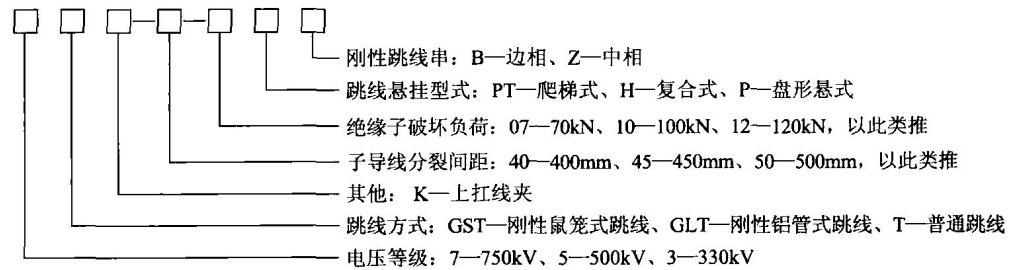 刚性跳线串：B—边相、Z—中相
跳线悬挂型式：PT—爬梯式、H—复合式、P—盘形悬式
绝缘子破坏负荷：07—70kN、10—100kN、12—120kN，以此类推
子导线分裂间距：40—400mm、45—450mm、50—500mm，以此类推
其他： K—上扛线夹
跳线方式：GST—刚性鼠笼式跳线、GLT—刚性铝管式跳线、T—普通跳线
电压等级：7—750kV、5—500kV、3—330kV